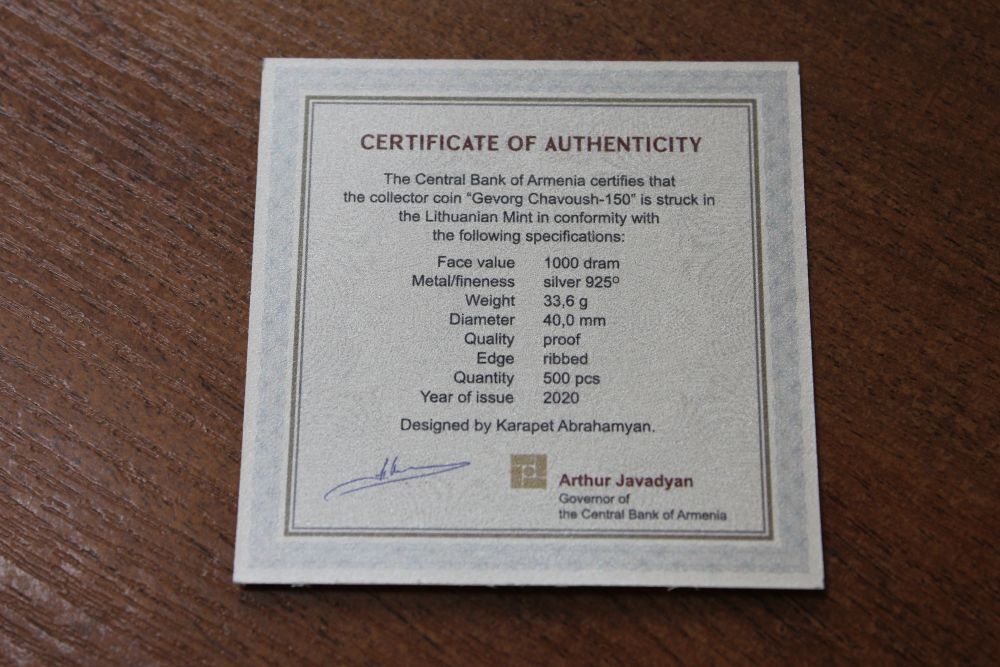 CERTIFICATE OF AUTHENTICITY
The Central Bank of Armenia certifies that
the collector coin "Gevorg Chavoush-150" is struck in
the Lithuanian Mint in conformity with
the following specifications:
Face value 1000 dram
Metal/fineness silver 925º
Weight 33,6 g
Diameter 40,0 mm
Quality proof
Edge ribbed
Quantity 500 pcs
Year of issue 2020
Designed by Karapet Abrahamyan.
Arthur Javadyan
Governor of
the Central Bank of Armenia